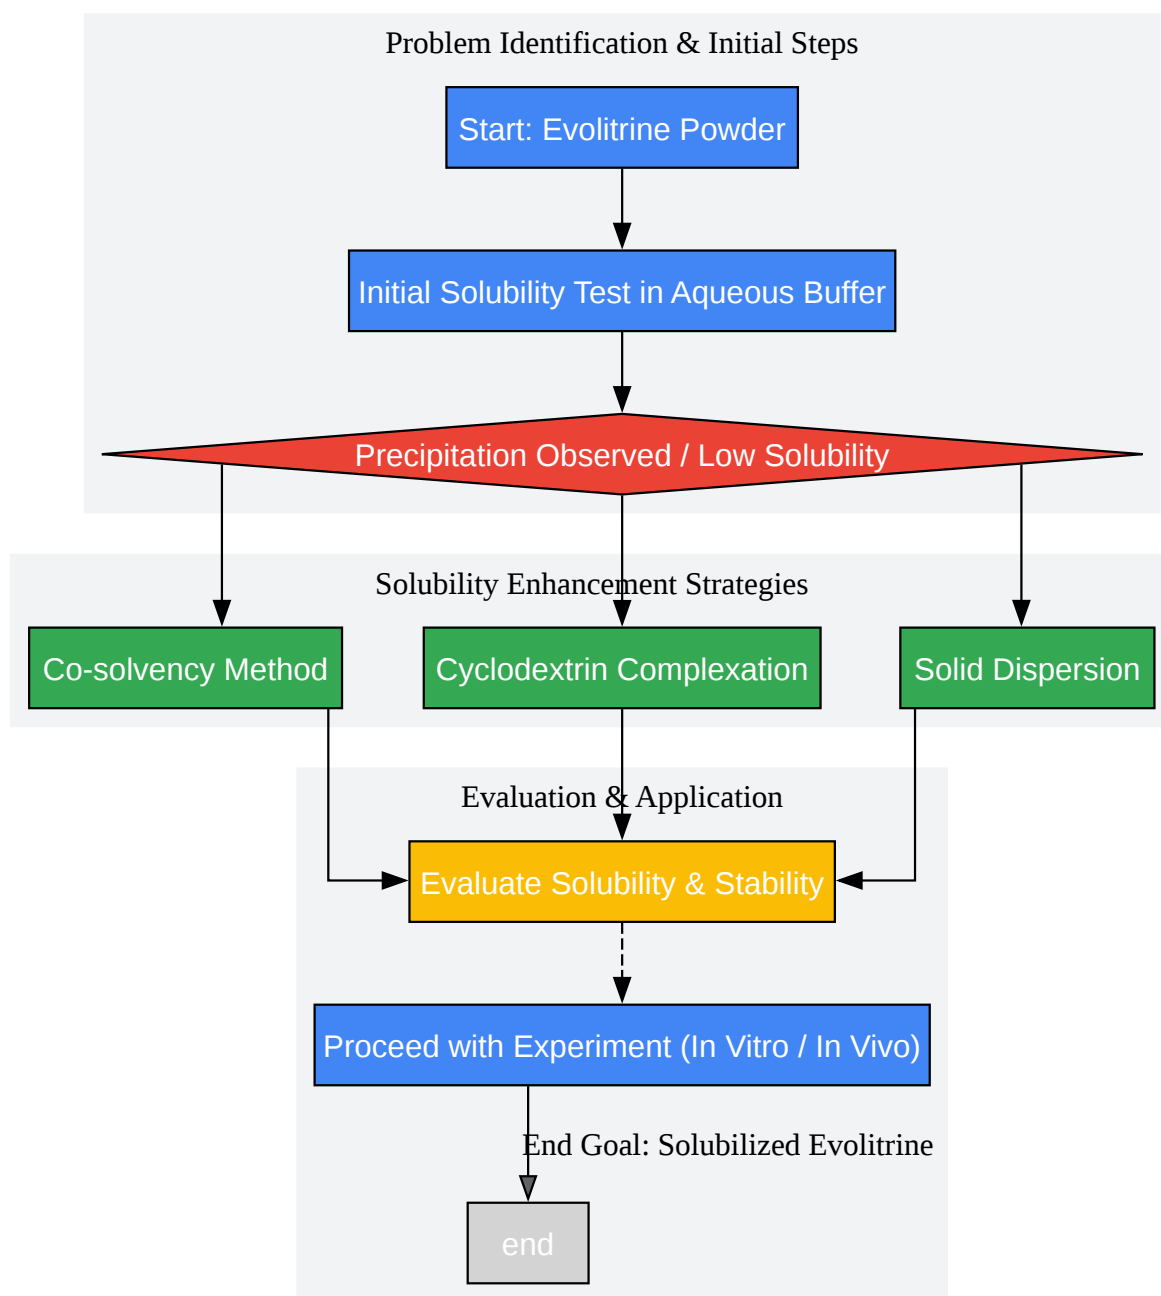 Problem Identification & Initial Steps
Start: Evolitrine Powder
Initial Solubility Test in Aqueous Buffer
Precipitation Observed / Low Solubility
Solubility Enhancement Strategies
Co-solvency Method
Cyclodextrin Complexation
Solid Dispersion
Evaluation & Application
Evaluate Solubility & Stability
Proceed with Experiment (In Vitro / In Vivo)
End Goal: Solubilized Evolitrine
end